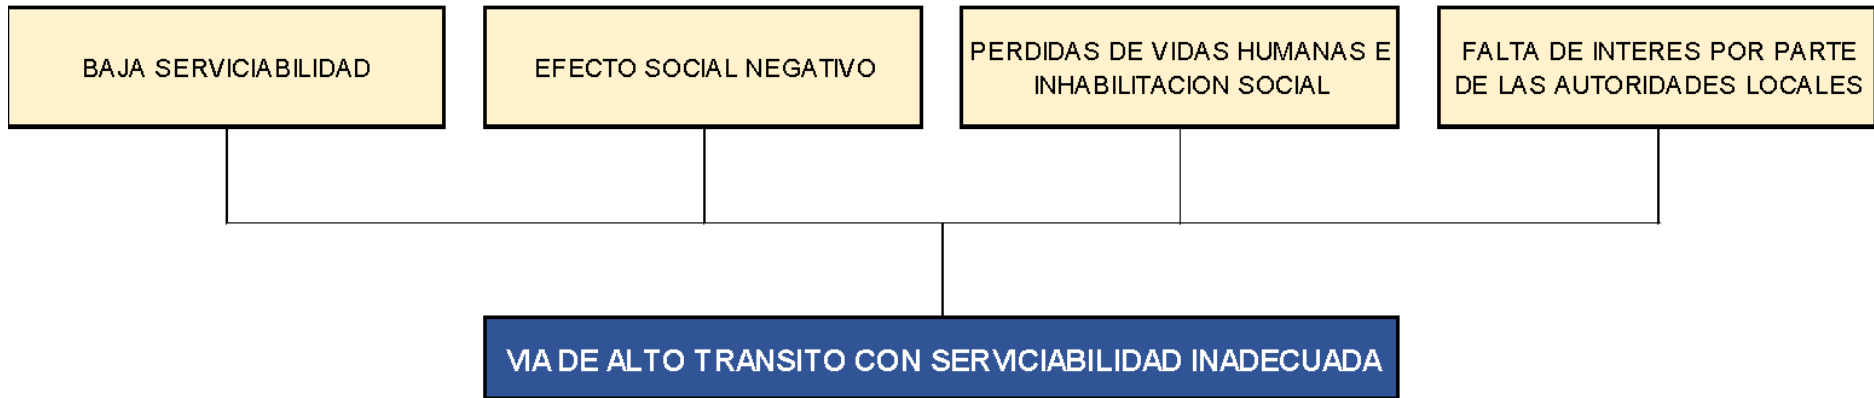 BAJA SERVICIABILIDAD
EFECTO SOCIAL NEGATIVO
PERDIDAS DE VIDAS HUMANAS E
INHABILITACION SOCIAL
FALTA DE INTERES POR PARTE
DE LAS AUTORIDADES LOCALES
VIA DE ALTO TRANSITO CON SERVICIABILIDAD INADECUADA